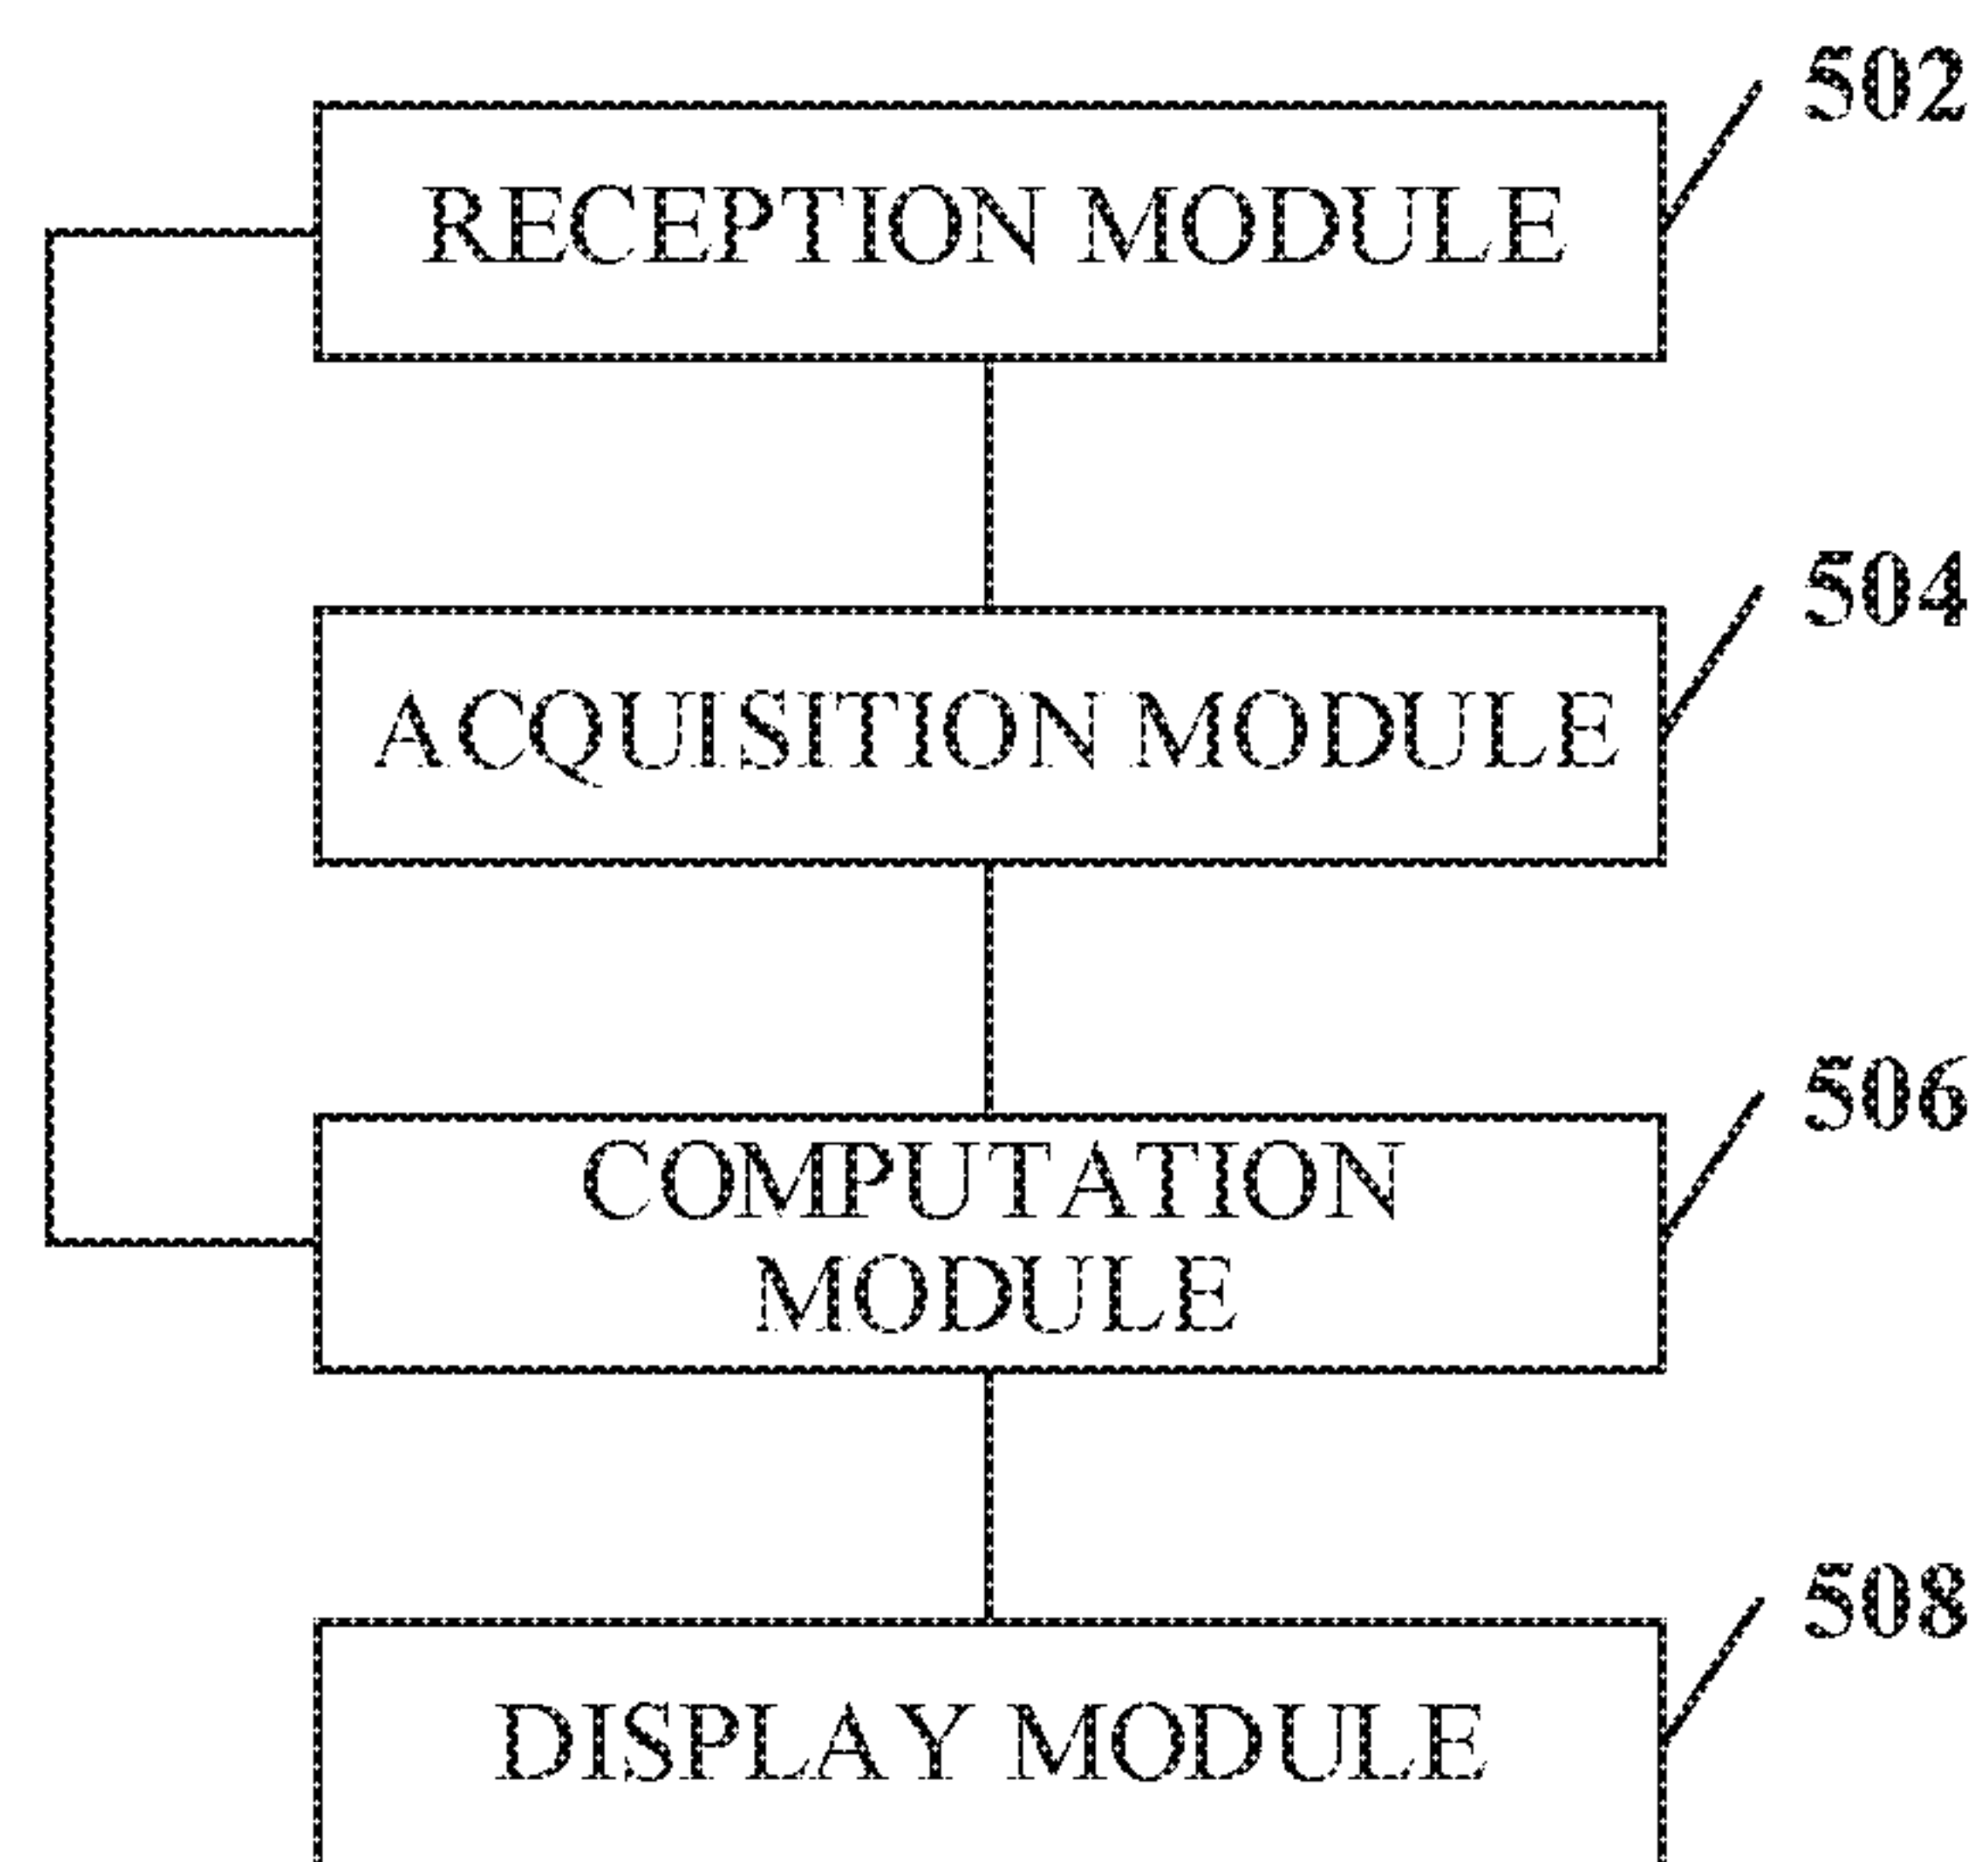 502
RECEPTION MODULE
504
ACQUISITION MODULE
506
COMPUTATION
MODULE
508
DISPLAY MODULE